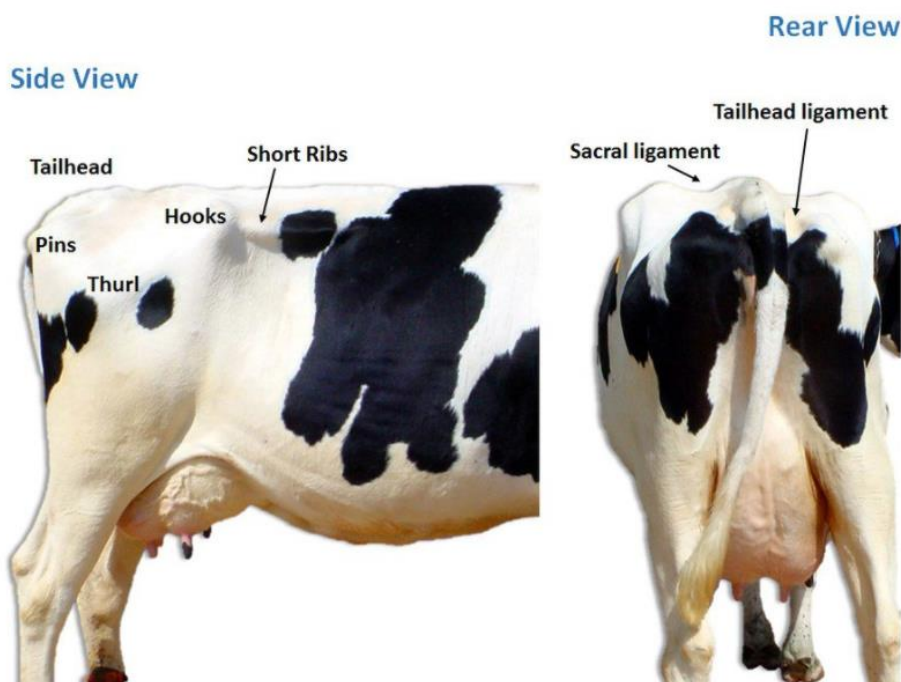 Side View
Tailhead
Pins
Thurl
Hooks
Short Ribs
Rear View
Tailhead ligament
Sacral ligament